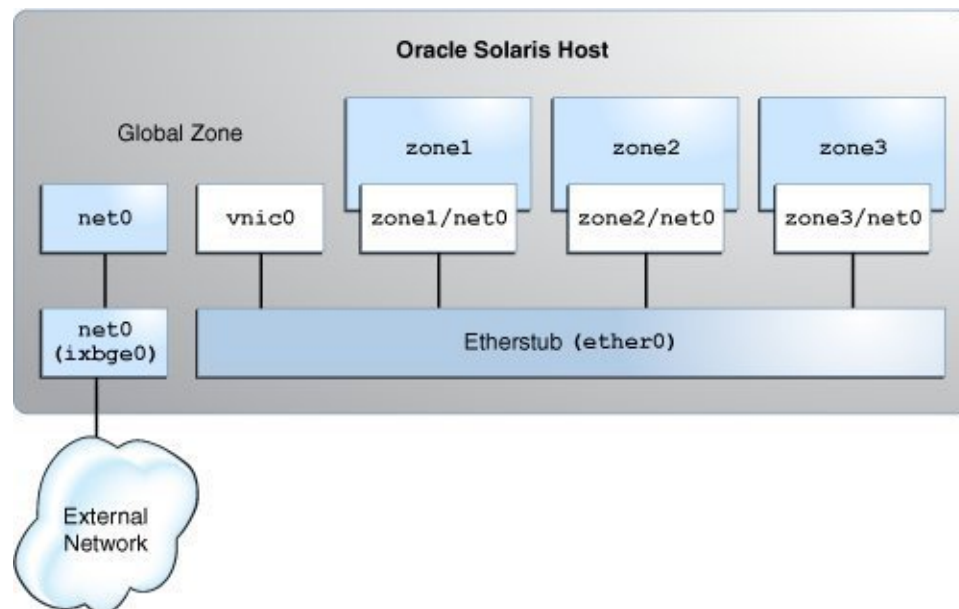 Oracle Solaris Host
Global Zone
zone1
zone2
zone3
net0
vnic0
zone1/net0
zone2/net0
zone3/net0
net0
(ixbge0)
Etherstub (ether0)
External
Network